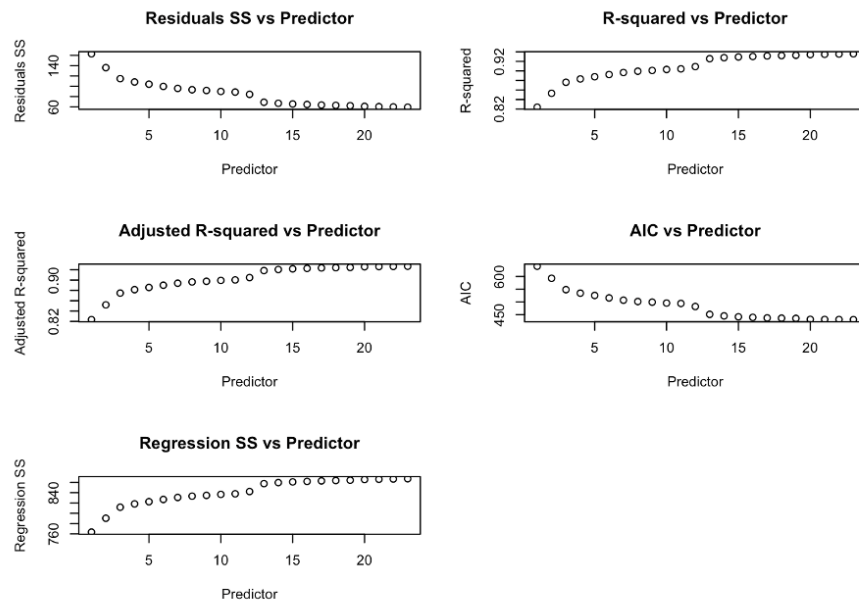 Residuals SS vs Predictor
Residuals SS
140
60
5 10 15 20
Predictor
R-squared vs Predictor
R-squared
0.92
0.82
5 10 15 20
Predictor
Adjusted R-squared vs Predictor
Adjusted R-squared
0.90
0.82
5 10 15 20
Predictor
AIC vs Predictor
AIC
600
450
5 10 15 20
Predictor
Regression SS vs Predictor
Regression SS
840
760
5 10 15 20
Predictor